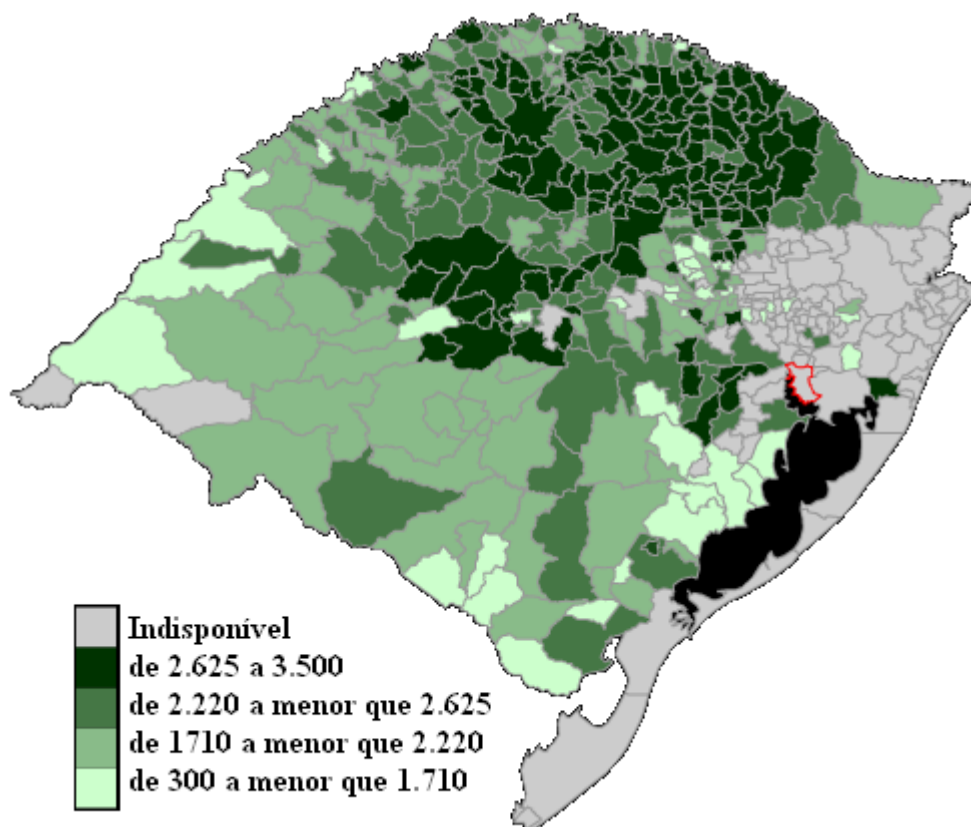 Indisponível
de 2.625 a 3.500
de 2.220 a menor que 2.625
de 1710 a menor que 2.220
de 300 a menor que 1.710